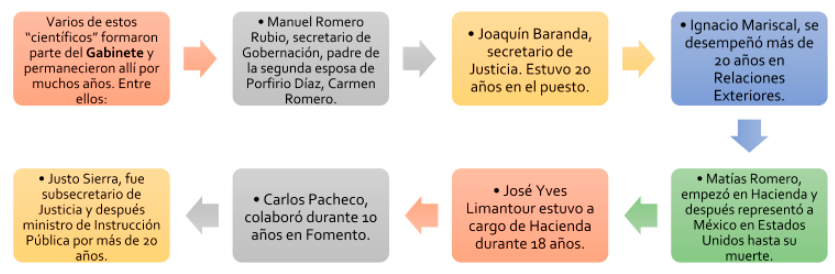 Varios de estos
“científicos” formaron
parte del Gabinete y
permanecieron allí por
muchos años. Entre
ellos:
• Manuel Romero
Rubio, secretario de
Gobernación, padre de
la segunda esposa de
Porfirio Díaz, Carmen
Romero.
• Joaquín Baranda,
secretario de
Justicia. Estuvo 20
años en el puesto.
• Ignacio Mariscal, se
desempeñó más de
20 años en
Relaciones
Exteriores.
• Matías Romero,
empezó en Hacienda y
después representó a
México en Estados
Unidos hasta su
muerte.
• José Yves
Limantour estuvo a
cargo de Hacienda
durante 18 años.
• Carlos Pacheco,
colaboró durante 10
años en Fomento.
• Justo Sierra, fue
subsecretario de
Justicia y después
ministro de Instrucción
Pública por más de 20
años.